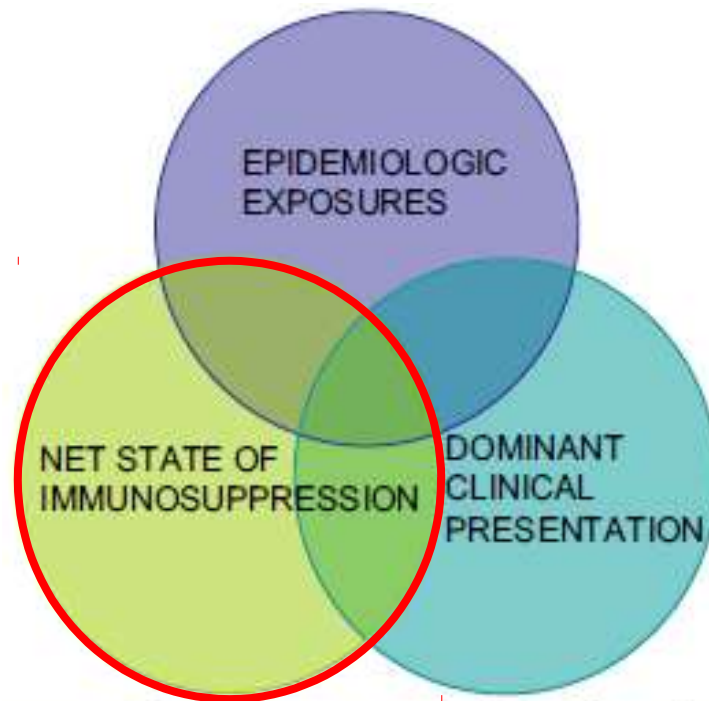 EPIDEMIOLOGIC
EXPOSURES
NET STATE OF
IMMUNOSUPPRESSION
DOMINANT
CLINICAL
PRESENTATION